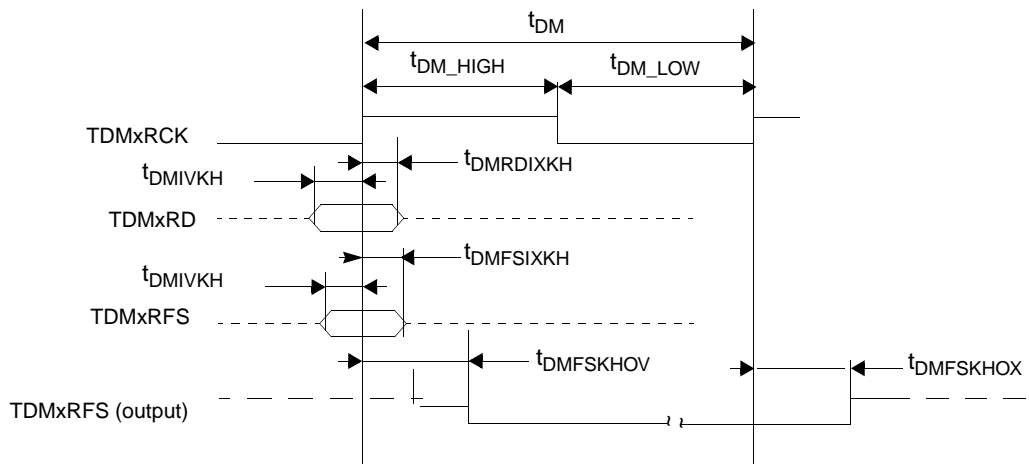 tDM
tDM_HIGH
tDM_LOW
TDMxRCK
tDMRDIXKH
tDMIVKH
TDMxRD
tDMFSIXKH
tDMIVKH
TDMxRFS
tDMFSKHOV
tDMFSKHOX
TDMxRFS (output)